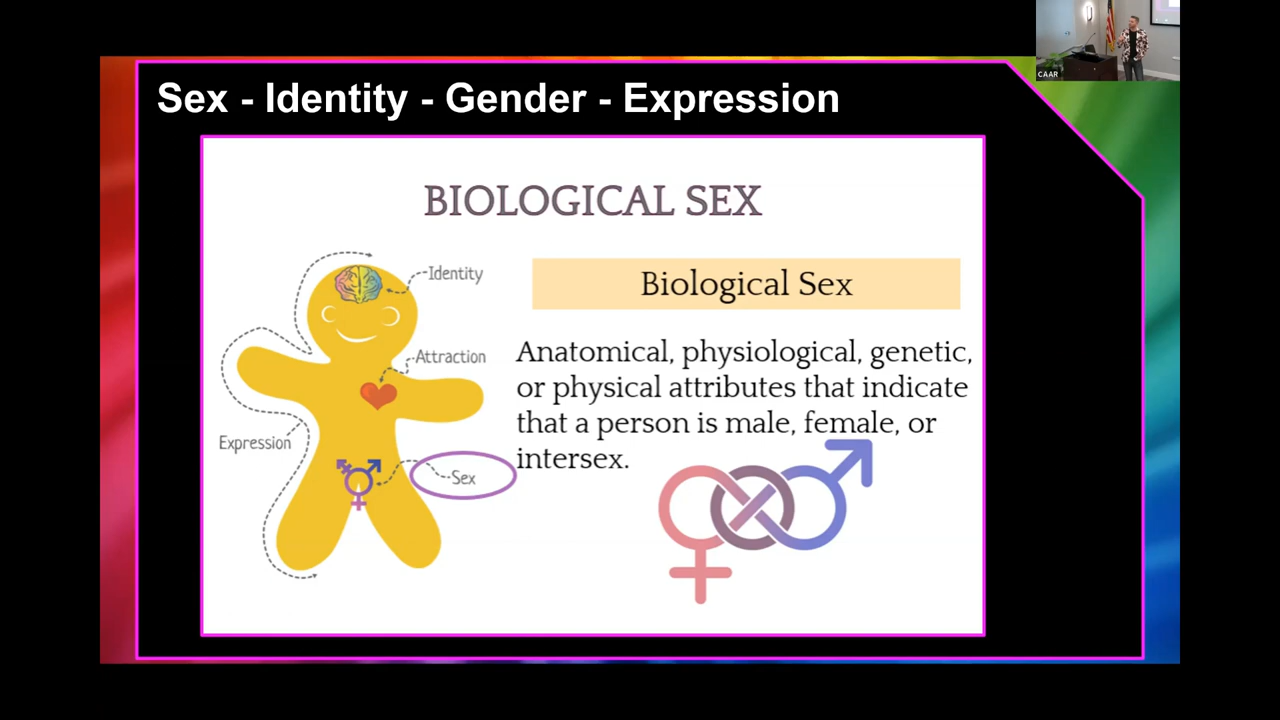 CAAR
Sex - Identity - Gender - Expression
BIOLOGICAL SEX
Identity
Attraction
Expression
Sex
Biological Sex
Anatomical, physiological, genetic,
or physical attributes that indicate
that a person is male, female, or
intersex.